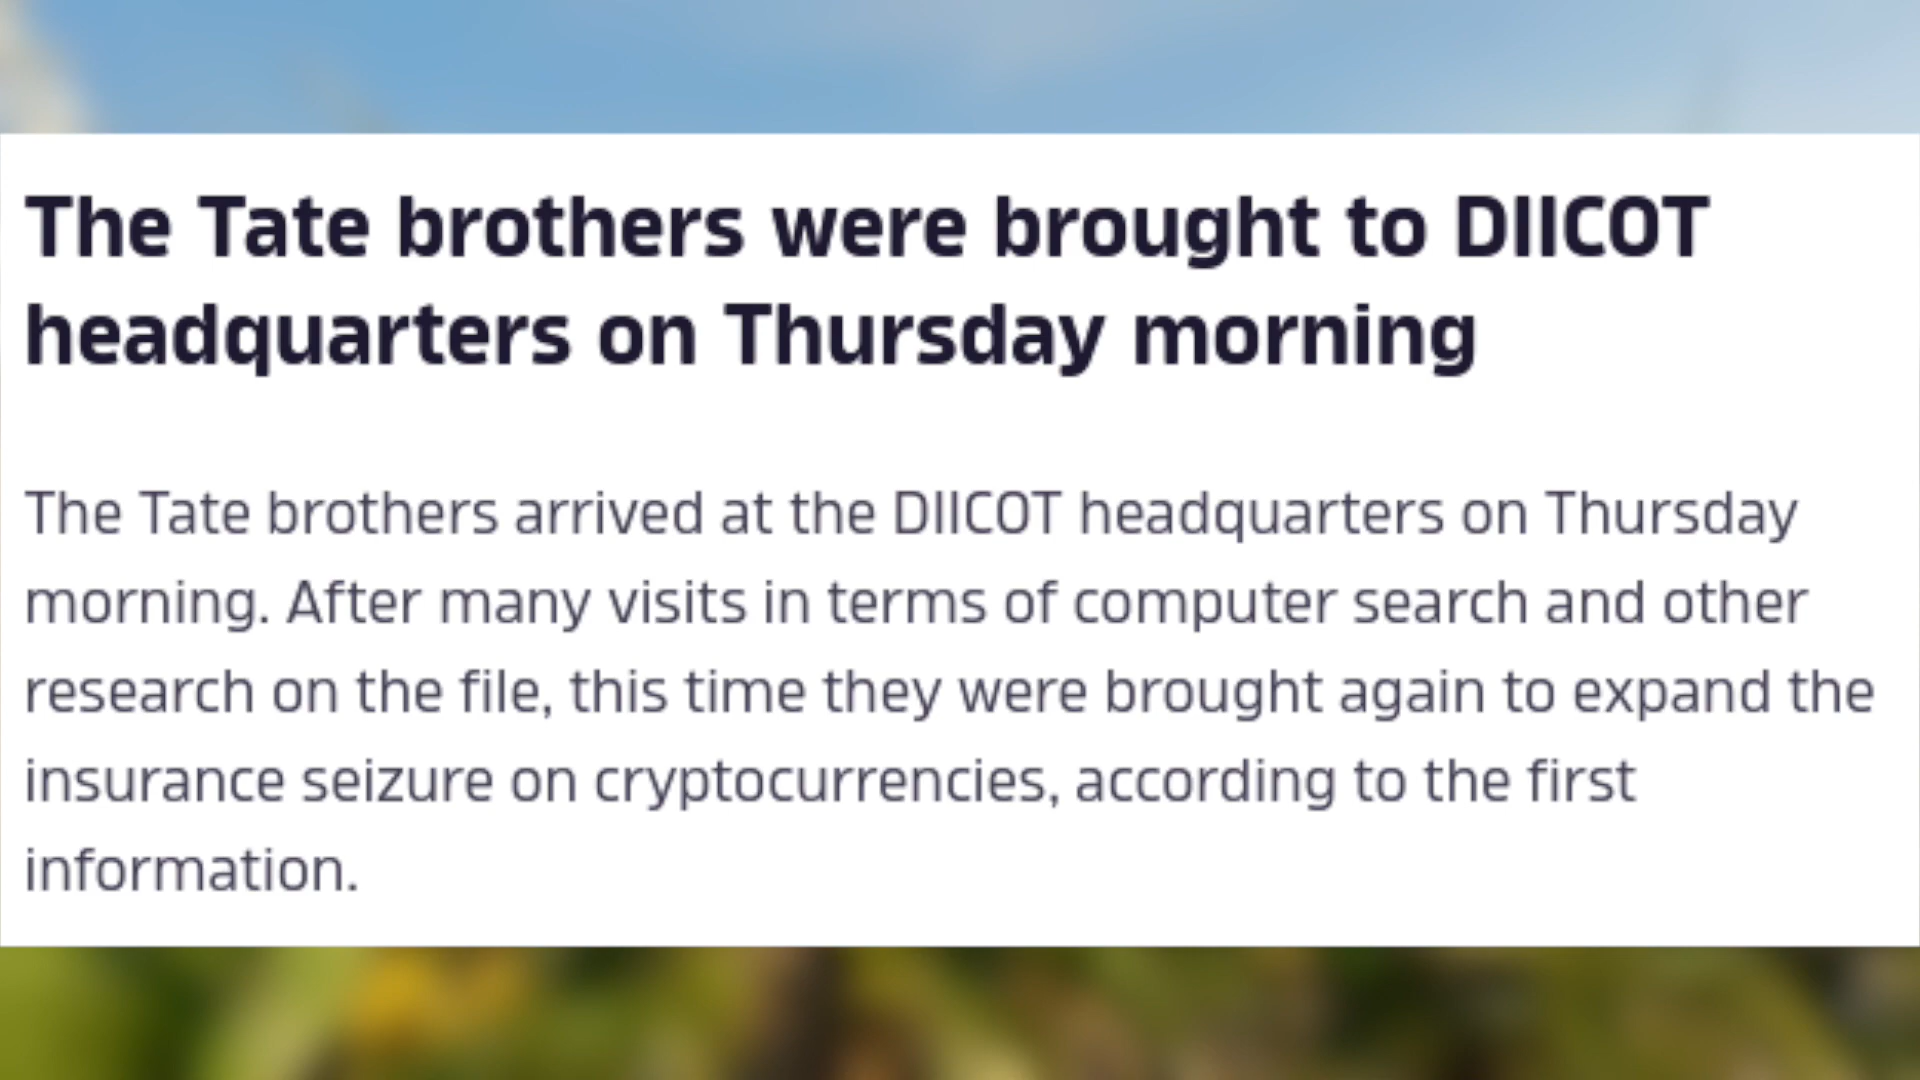 The Tate brothers were brought to DIICOT
headquarters on Thursday morning
The Tate brothers arrived at the DIICOT headquarters on Thursday
morning. After many visits in terms of computer search and other
research on the file, this time they were brought again to expand the
insurance seizure on cryptocurrencies, according to the first
information.